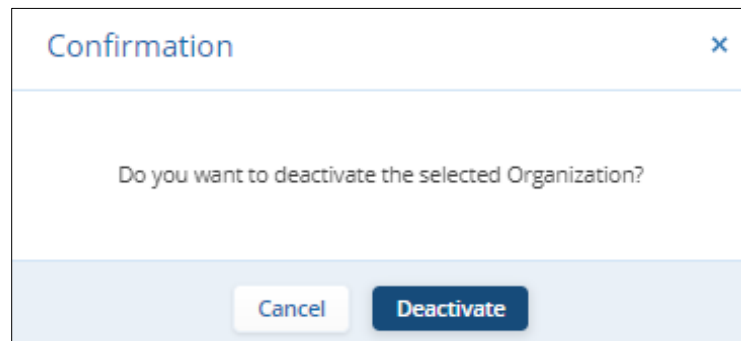 Confirmation
Do you want to deactivate the selected Organization?
Cancel Deactivate